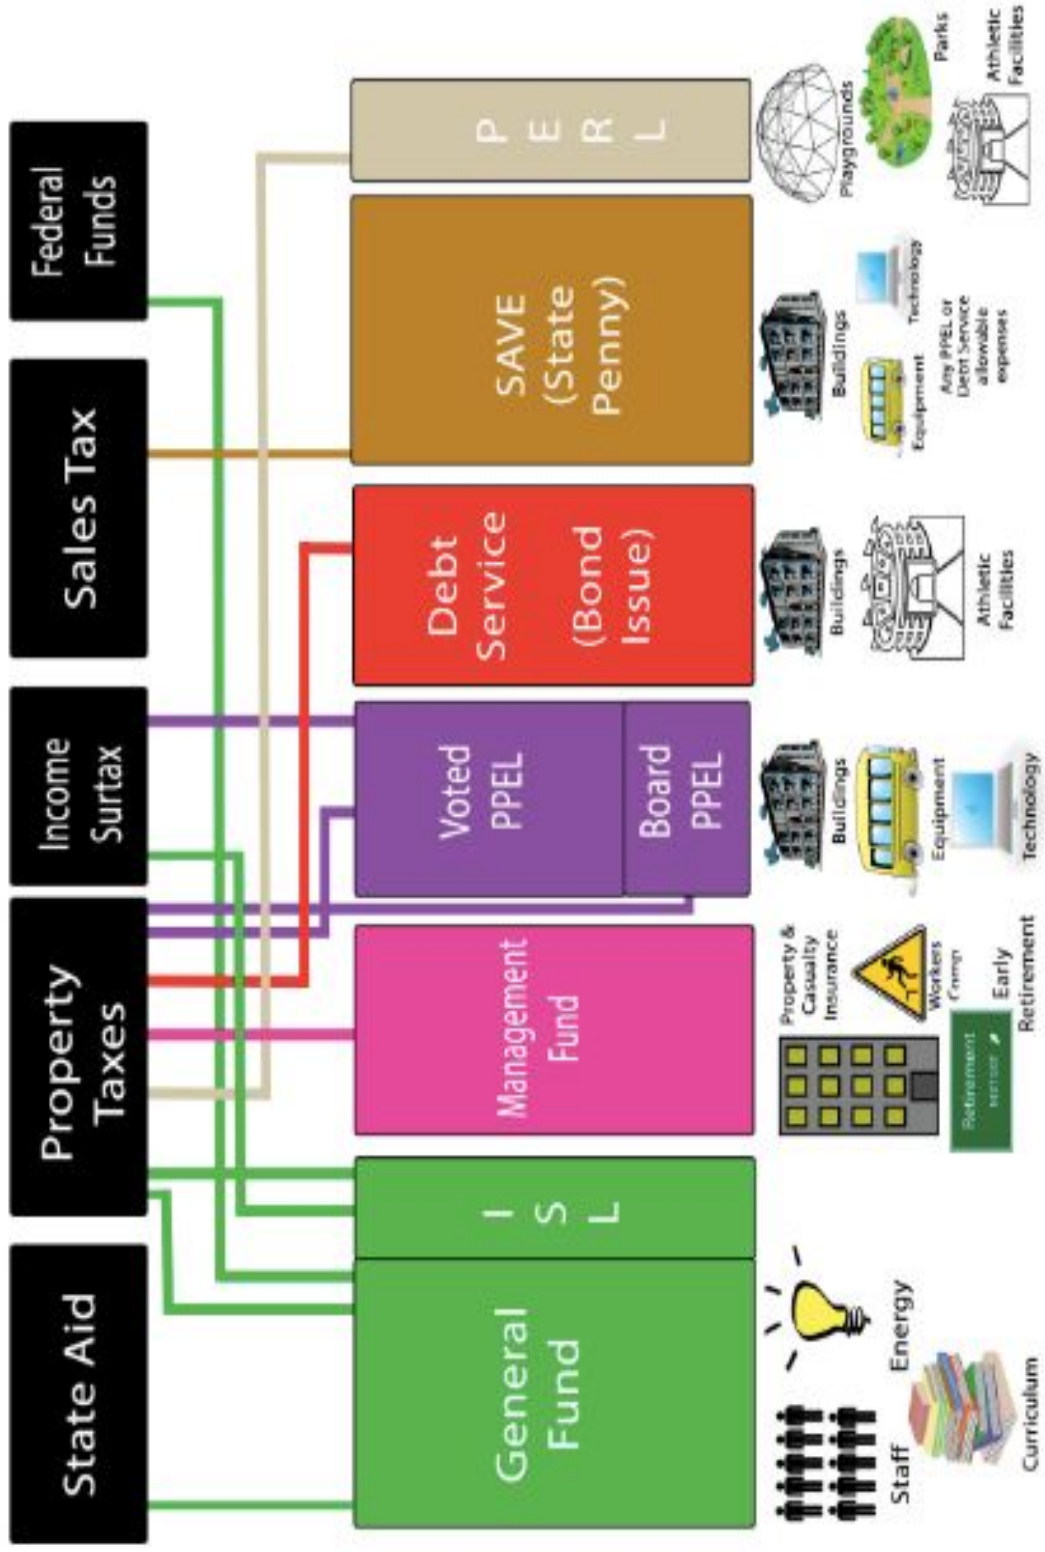 State Aid
Property
Taxes
Income
Surtax
Sales Tax
Federal
Funds
General
Fund
I
S
L
Management
Fund
Voted
PPEL
Board
PPEL
Debt
Service
(Bond
Issue)
SAVE
(State
Penny)
P
E
R
L
Staff
Energy
Curriculum
Property &
Casualty
Insurance
Workers
Retirement
Early
Retirement
Buildings
Equipment
Technology
Buildings
Athletic
Facilities
Buildings
Equipment
Technology
Any PPEL or
Debt Service
allowable
expenses
Playgrounds
Parks
Athletic
Facilities